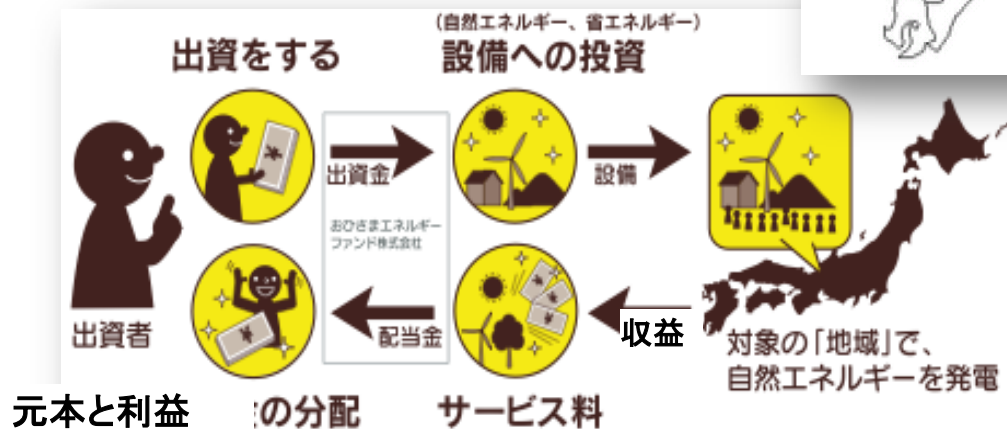 (自然エネルギー、省エネルギー)
出資をする
設備への投資
出資金
設備
おひさまエネルギー
ファンド株式会社
出資者
配当金
収益
対象の「地域」で、
自然エネルギーを発電
元本と利益
の分配
サービス料